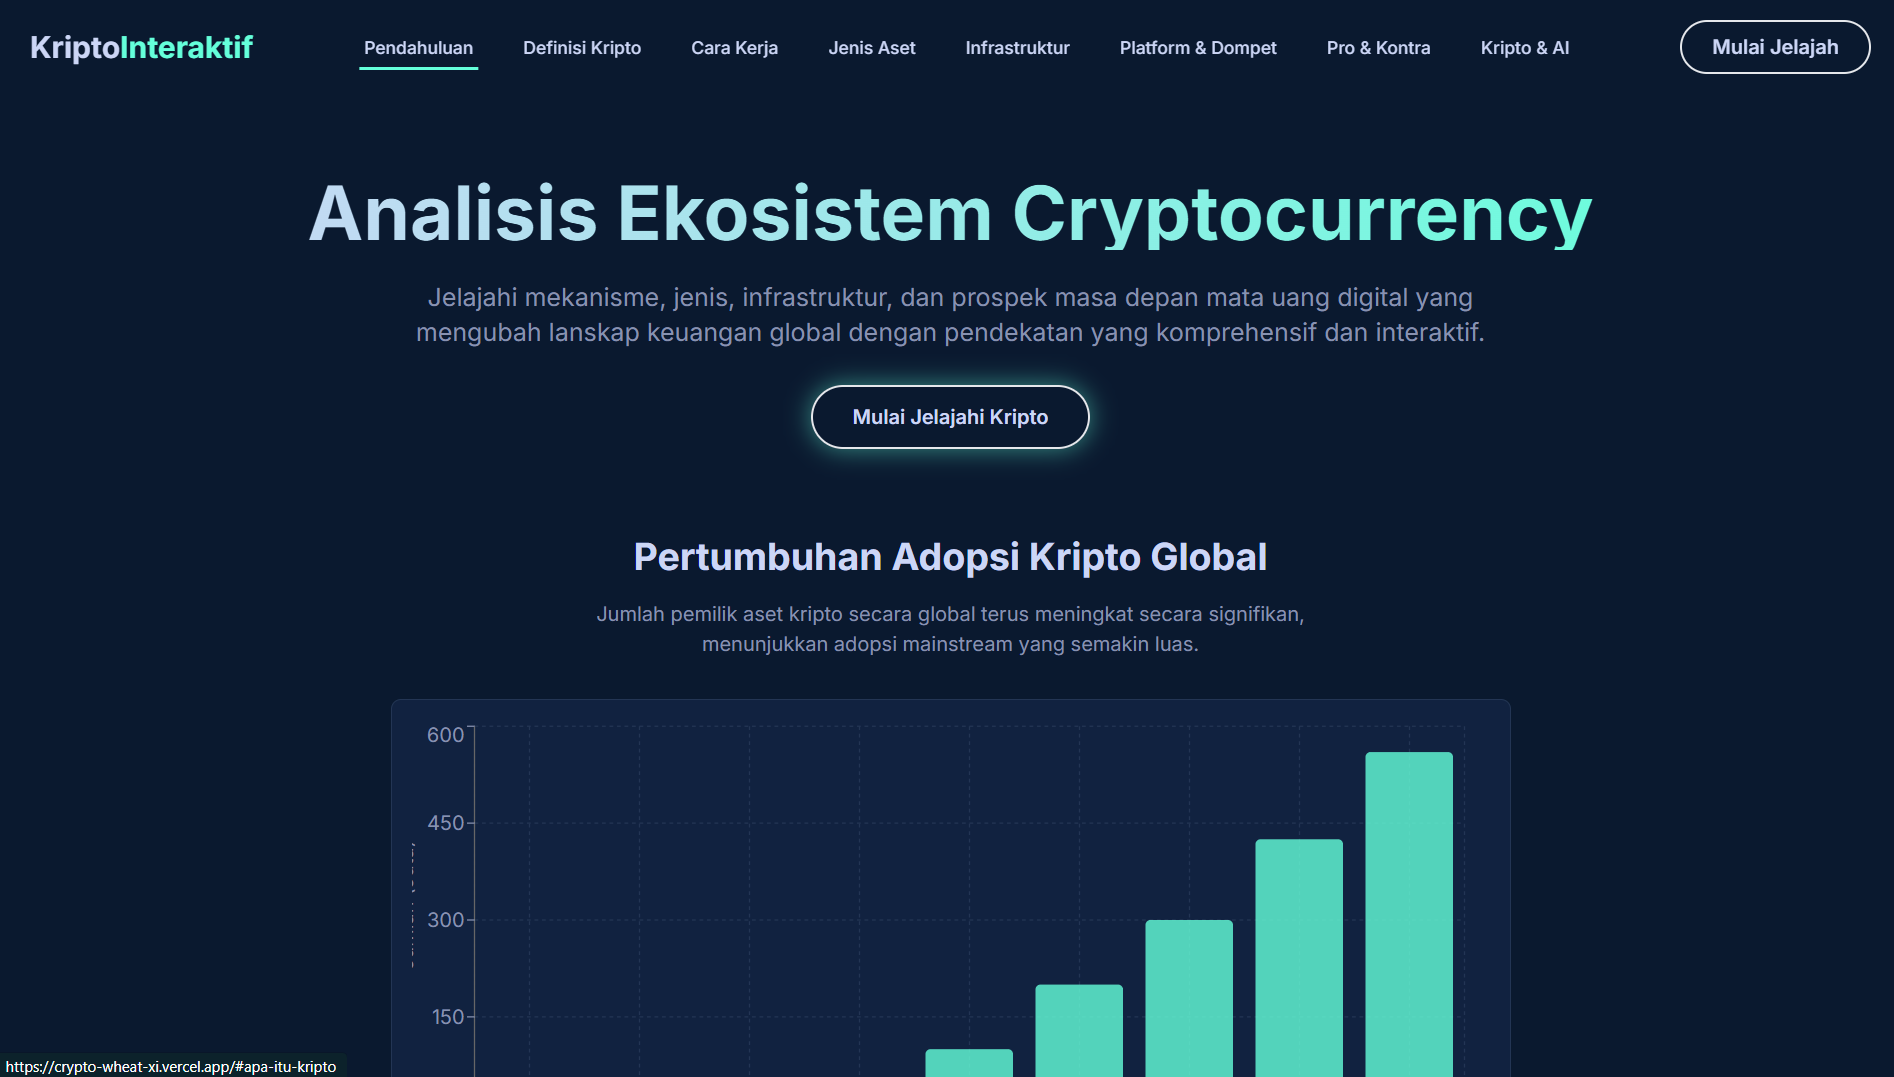 KriptoInteraktif
Pendahuluan
Definisi Kripto
Cara Kerja
Jenis Aset
Infrastruktur
Platform & Dompet
Pro & Kontra
Kripto & AI
Mulai Jelajah
Analisis Ekosistem Cryptocurrency
Jelajahi mekanisme, jenis, infrastruktur, dan prospek masa depan mata uang digital yang
mengubah lanskap keuangan global dengan pendekatan yang komprehensif dan interaktif.
Mulai Jelajahi Kripto
Pertumbuhan Adopsi Kripto Global
Jumlah pemilik aset kripto secara global terus meningkat secara signifikan,
menunjukkan adopsi mainstream yang semakin luas.
600
450
300
150
https://crypto-wheat-xi.vercel.app/#apa-itu-kripto